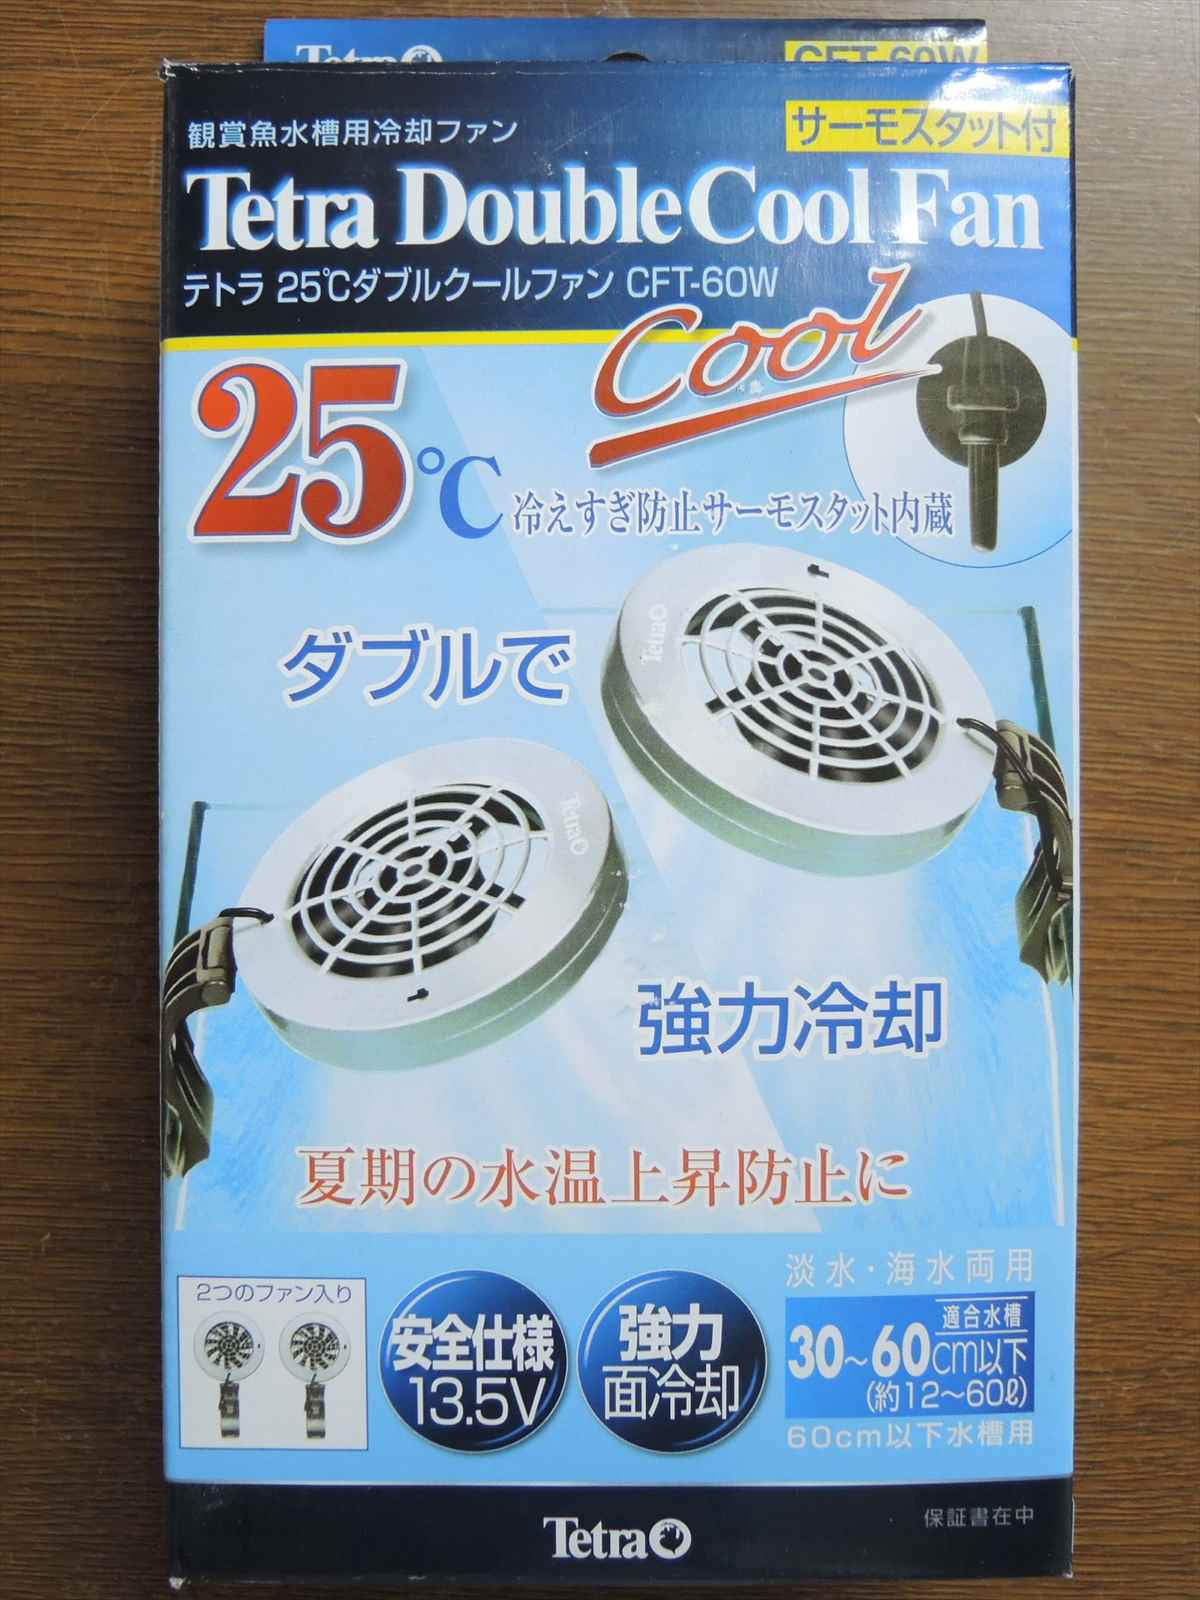 Tetra
CFT-60W
サーモスタット付
観賞魚水槽用冷却ファン
Tetra DoubleCool Fan
テトラ 25℃ダブルクールファン CFT-60W
Cool
25℃
冷えすぎ防止サーモスタット内蔵
ダブルで
Tetra
Tetra
強力冷却
夏期の水温上昇防止に
2つのファン入り
安全仕様
13.5V
強力
面冷却
淡水・海水両用
適合水槽
30～60cm以下
(約12～60ℓ)
60cm以下水槽用
Tetra
保証書在中